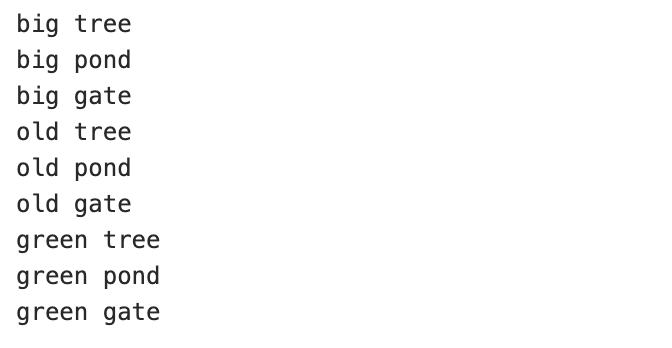 big tree
big pond
big gate
old tree
old pond
old gate
green tree
green pond
green gate